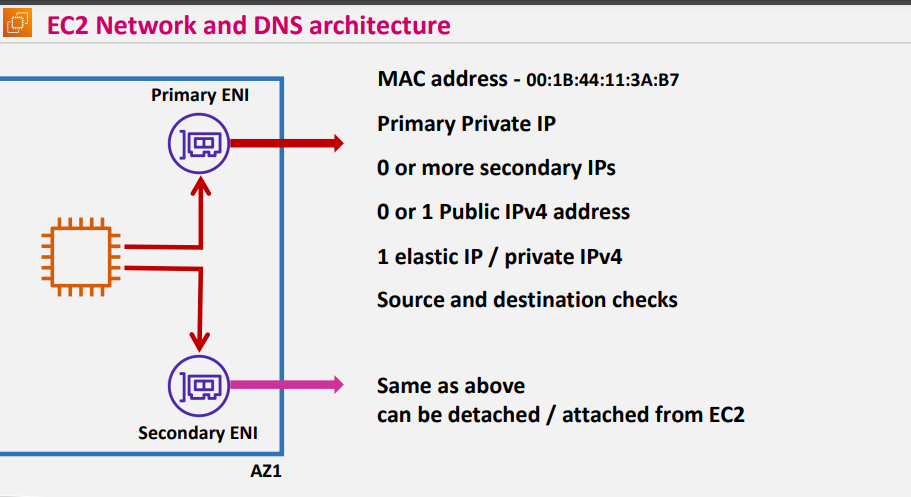 EC2 Network and DNS architecture
Primary ENI
MAC address - 00:1B:44:11:3A:B7
Primary Private IP
0 or more secondary IPs
0 or 1 Public IPv4 address
1 elastic IP / private IPv4
Source and destination checks
Same as above
can be detached / attached from EC2
Secondary ENI
AZ1